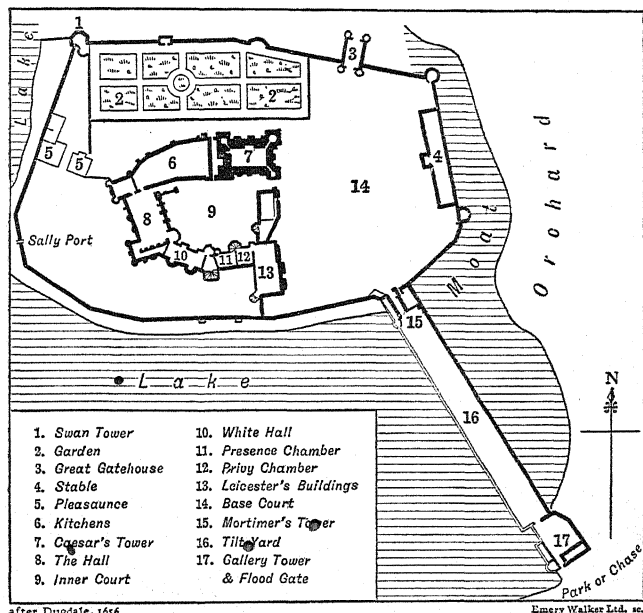 1
Lake
3
2
2
5
5
6
7
4
14
Orchard
Moat
8
9
Sally Port
10
11
12
13
15
Lake
16
N
1. Swan Tower
2. Garden
3. Great Gatehouse
4. Stable
5. Pleasaunce
6. Kitchens
7. Caesar's Tower
8. The Hall
9. Inner Court
10. White Hall
11. Presence Chamber
12. Privy Chamber
13. Leicester's Buildings
14. Base Court
15. Mortimer's Tower
16. Tilt Yard
17. Gallery Tower
& Flood Gate
17
Park or Chase
after Dugdale, 1656
Emery Walker Ltd.